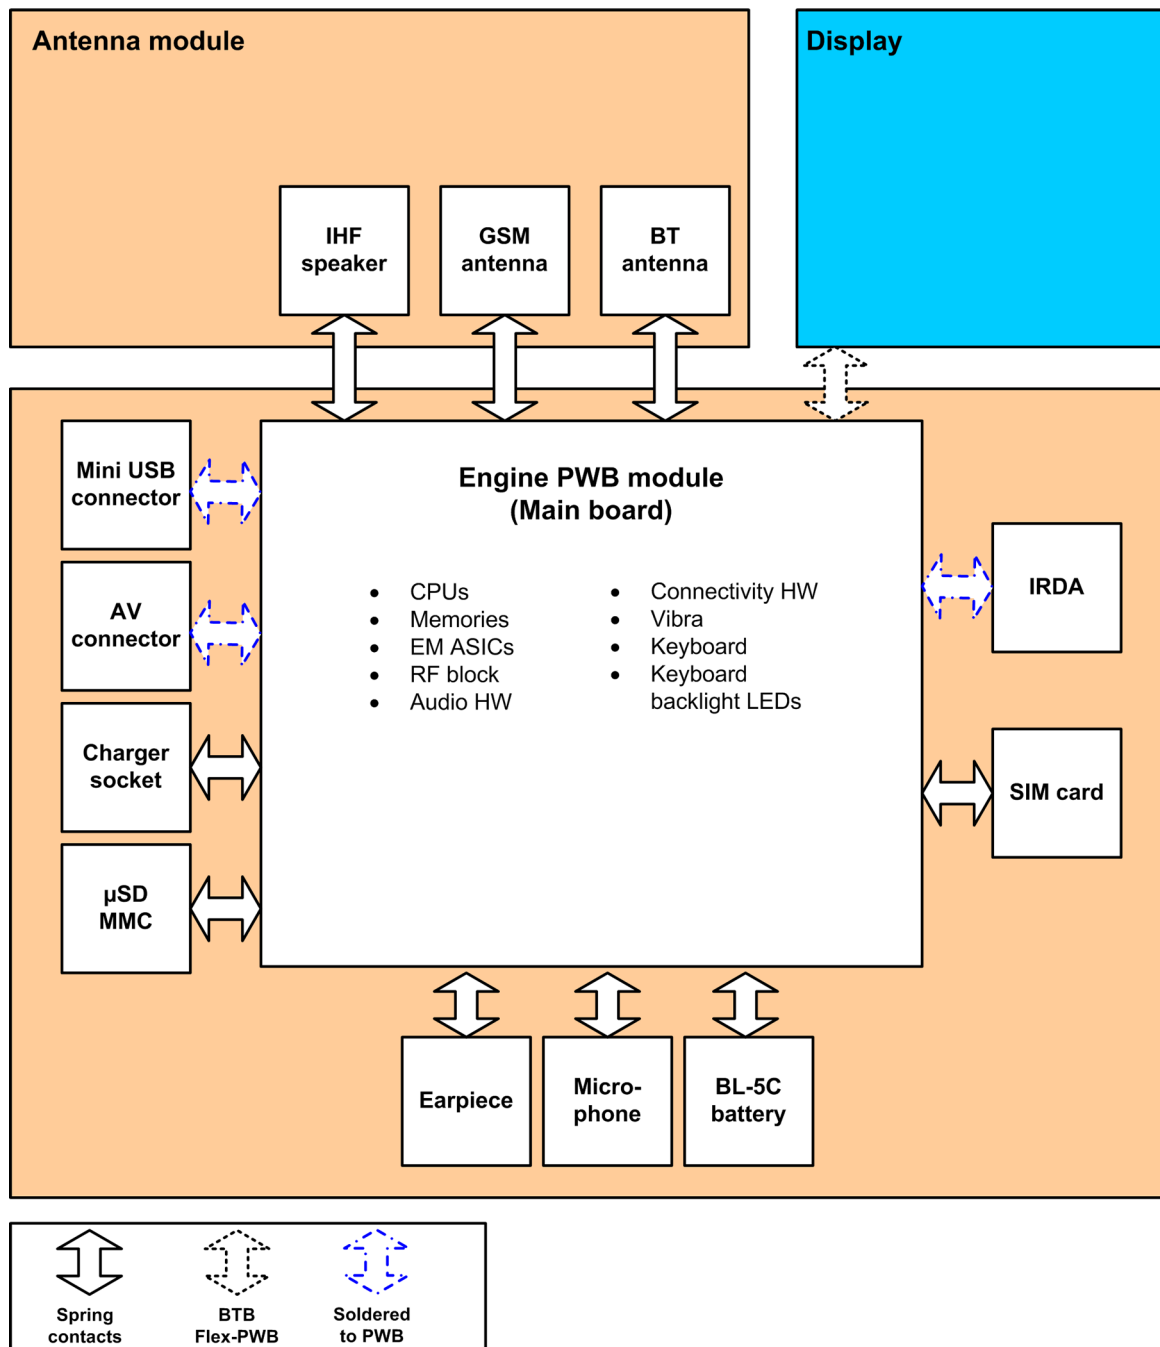 Antenna module
Display
IHF
speaker
GSM
antenna
BT
antenna
Mini USB
connector
AV
connector
Charger
socket
µSD
MMC
Engine PWB module
(Main board)
• CPUs
• Memories
• EM ASICs
• RF block
• Audio HW
• Connectivity HW
• Vibra
• Keyboard
• Keyboard
backlight LEDs
IRDA
SIM card
Earpiece
Micro-
phone
BL-5C
battery
Spring
contacts
BTB
Flex-PWB
Soldered
to PWB